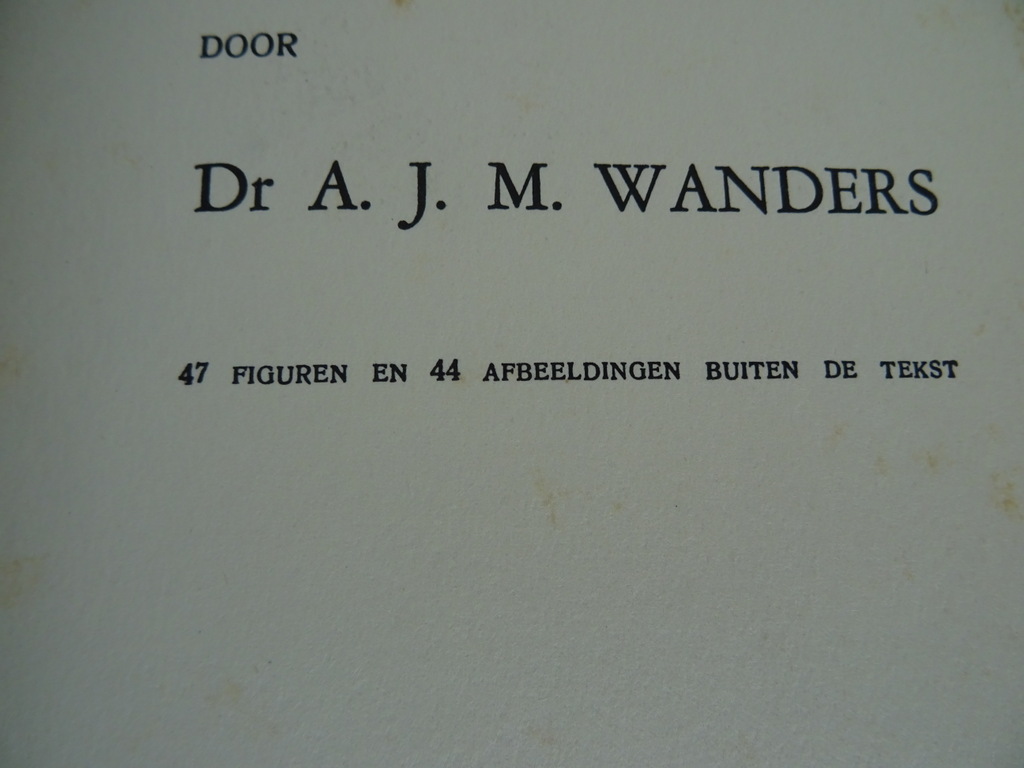 DOOR
Dr A. J. M. WANDERS
47 FIGUREN EN 44 AFBEELDINGEN BUITEN DE TEKST